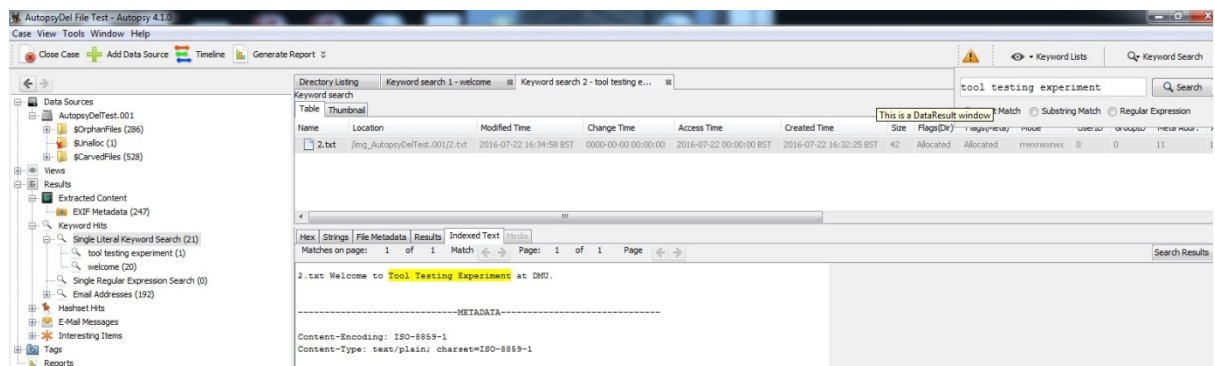 AutopsyDel File Test - Autopsy 4.1.0
Case View Tools Window Help
Close Case Add Data Source Timeline Generate Report
Keyword Lists
Keyword Search
Data Sources
AutopsyDelTest.001
$OrphanFiles (286)
$Unalloc (1)
$CarvedFiles (528)
Views
Results
Extracted Content
EXIF Metadata (247)
Keyword Hits
Single Literal Keyword Search (21)
tool testing experiment (1)
welcome (20)
Single Regular Expression Search (0)
Email Addresses (192)
Hashset Hits
E-Mail Messages
Interesting Items
Tags
Reports
Directory Listing Keyword search 1 - welcome Keyword search 2 - tool testing e...
Keyword search
Table Thumbnail
tool testing experiment
Search
This is a DataResult window
Match Substring Match Regular Expression
Name Location Modified Time Change Time Access Time Created Time Size Flags(Dir) Flags(Meta) Mode UserID GroupID Meta Addr.
2.txt /img_AutopsyDelTest.001/2.txt 2016-07-22 16:34:58 BST 0000-00-00 00:00:00 2016-07-22 00:00:00 BST 2016-07-22 16:32:25 BST 42 Allocated Allocated rrwxrwxrwx 0 0 11
Hex Strings File Metadata Results Indexed Text Media
Matches on page: 1 of 1 Match Page: 1 of 1 Page
Search Results
2.txt Welcome to Tool Testing Experiment at DMU.
------------------------------METADATA------------------------------
Content-Encoding: ISO-8859-1
Content-Type: text/plain; charset=ISO-8859-1